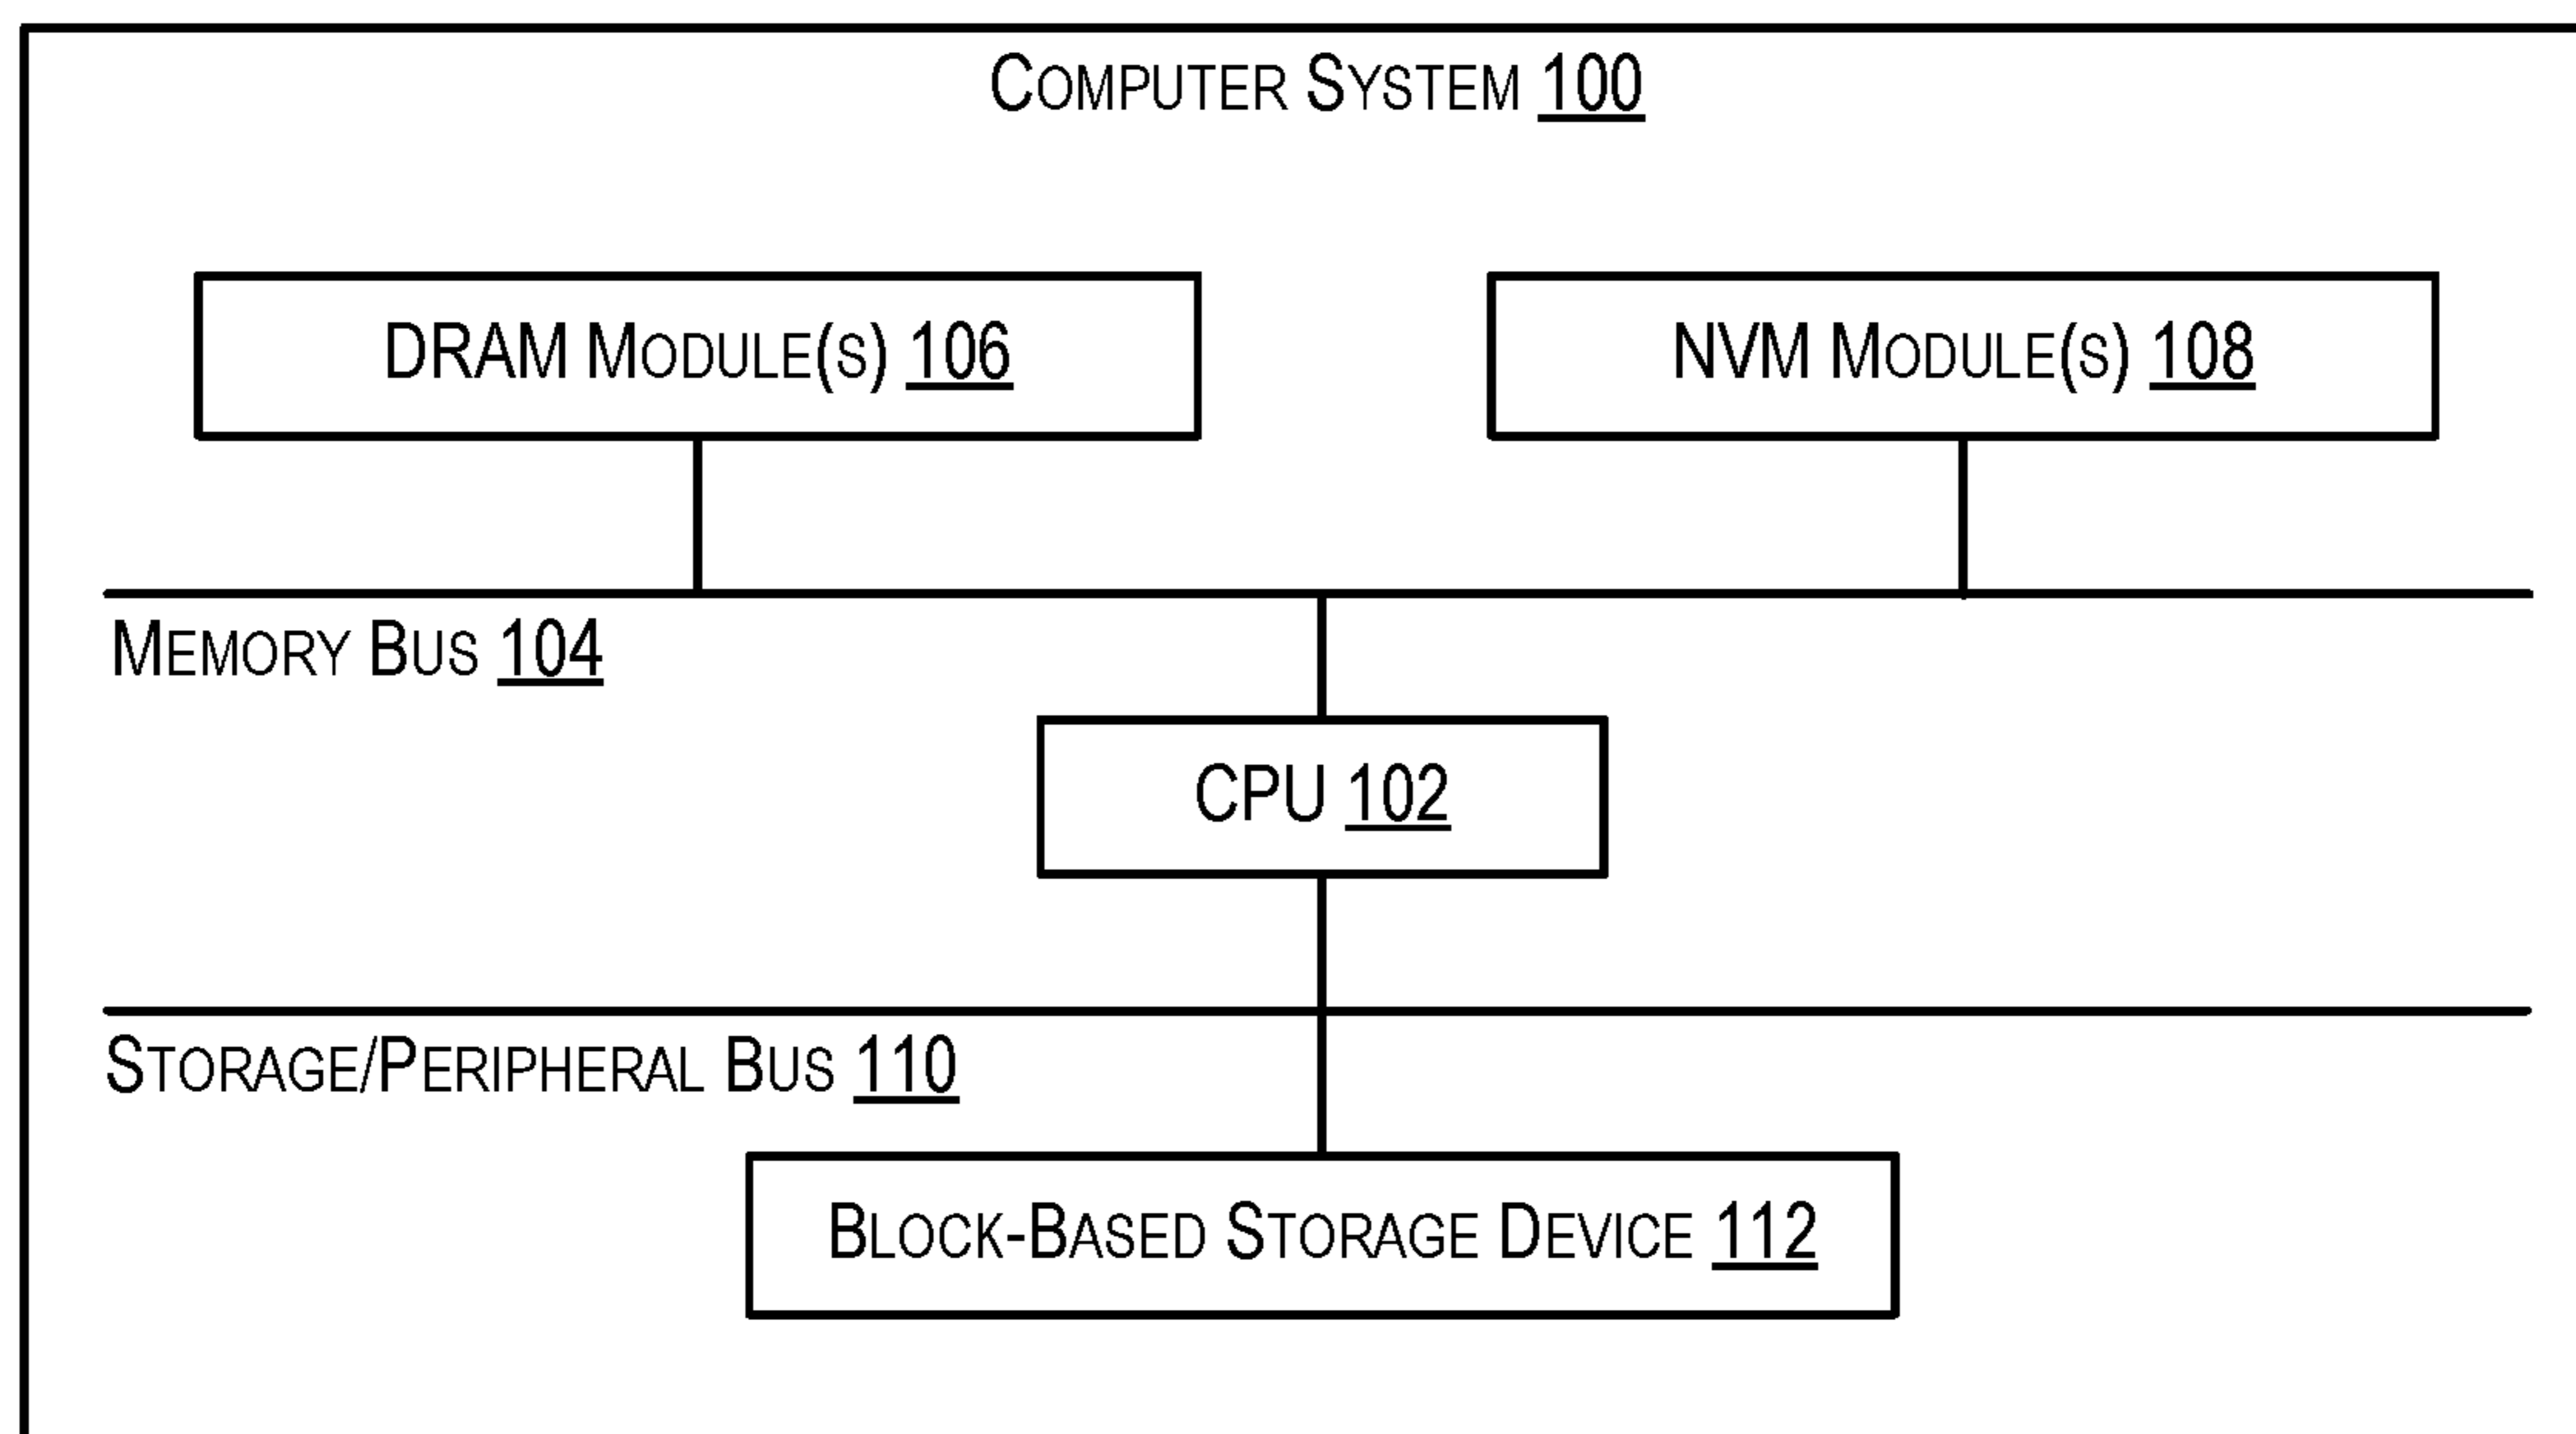 COMPUTER SYSTEM 100
DRAM MODULE(S) 106
NVM MODULE(S) 108
MEMORY BUS 104
CPU 102
STORAGE/PERIPHERAL BUS 110
BLOCK-BASED STORAGE DEVICE 112